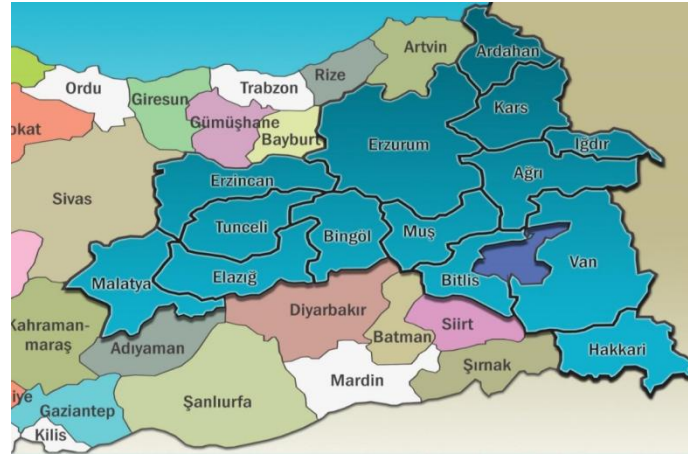 Ordu
Giresun
Trabzon
Rize
Artvin
Ardahan
Gümüşhane
Bayburt
Kars
okat
Erzurum
Iğdır
Sivas
Erzincan
Ağrı
Tunceli
Bingöl
Muş
Malatya
Elazığ
Bitlis
Van
Diyarbakır
Siirt
Kahraman-
maraş
Adıyaman
Batman
Hakkari
Şırnak
Mardin
Şanlıurfa
iye
Gaziantep
Kilis